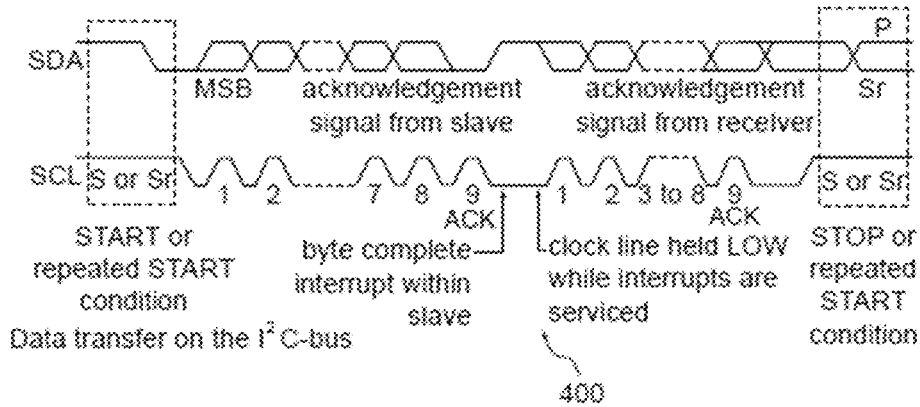 P
SDA
MSB
acknowledgement
signal from slave
acknowledgement
signal from receiver
Sr
SCL
S or Sr
1 2 7 8 9 1 2 3 to 8 9
S or Sr
ACK
ACK
START or
repeated START
condition
byte complete
interrupt within
slave
clock line held LOW
while interrupts are
serviced
STOP or
repeated
START
condition
Data transfer on the I² C-bus
400